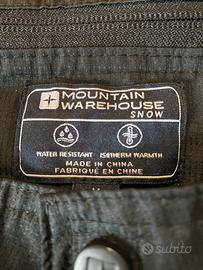 MOUNTAIN
WAREHOUSE
SNOW
WATER RESISTANT ISOTHERM WARMTH
MADE IN CHINA
FABRIQUÉ EN CHINE
subito